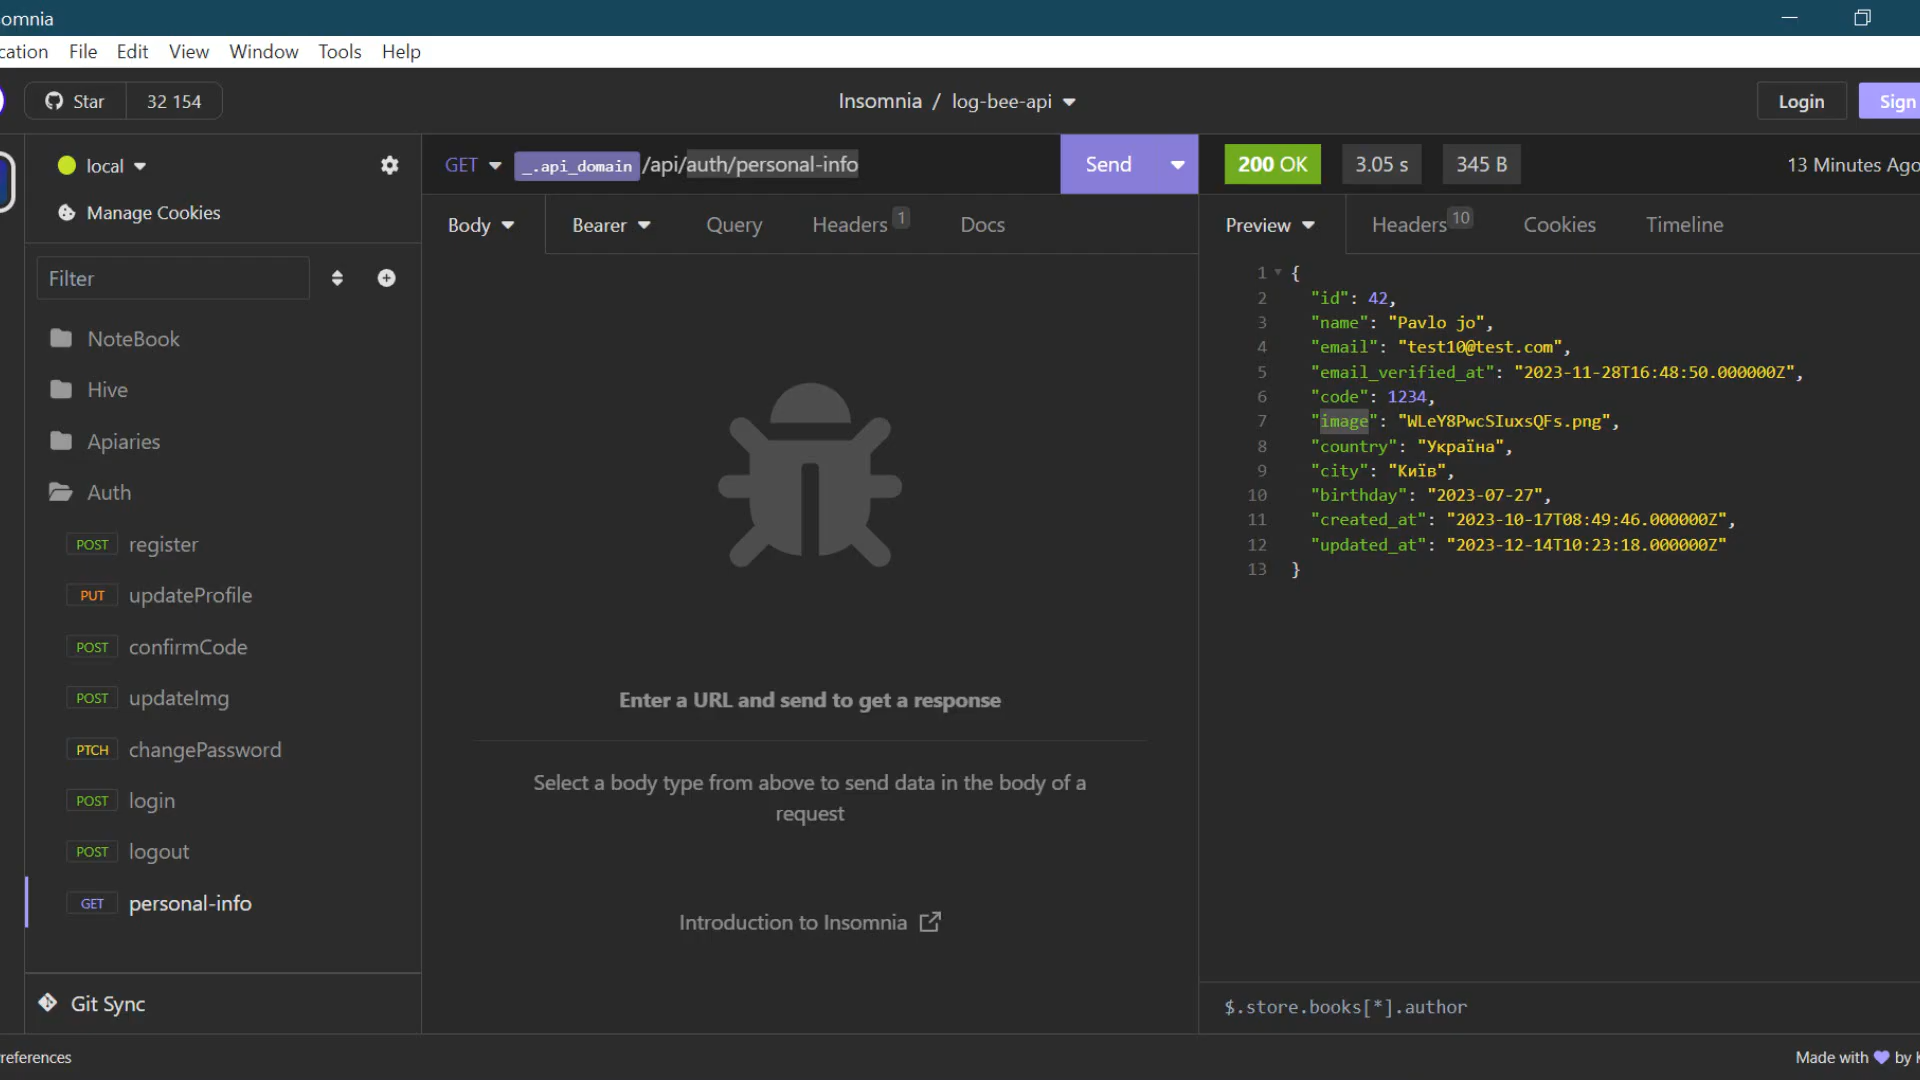 omnia
cation File Edit View Window Tools Help
Star 32 154 Insomnia / log-bee-api Login Sign
local
Manage Cookies
Filter
NoteBook
Hive
Apiaries
Auth
POST register
PUT updateProfile
POST confirmCode
POST updateImg
PTCH changePassword
POST login
POST logout
GET personal-info
Git Sync
GET _.api_domain /api/auth/personal-info Send
Body Bearer Query Headers 1 Docs
Enter a URL and send to get a response
Select a body type from above to send data in the body of a
request
Introduction to Insomnia
200 OK 3.05 s 345 B 13 Minutes Ago
Preview Headers 10 Cookies Timeline
1 {
2 "id": 42,
3 "name": "Pavlo jo",
4 "email": "test10@test.com",
5 "email_verified_at": "2023-11-28T16:48:50.000000Z",
6 "code": 1234,
7 "image": "WLeY8PwcSIuxsQFs.png",
8 "country": "Україна",
9 "city": "Київ",
10 "birthday": "2023-07-27",
11 "created_at": "2023-10-17T08:49:46.000000Z",
12 "updated_at": "2023-12-14T10:23:18.000000Z"
13 }
$.store.books[*].author
references Made with by K